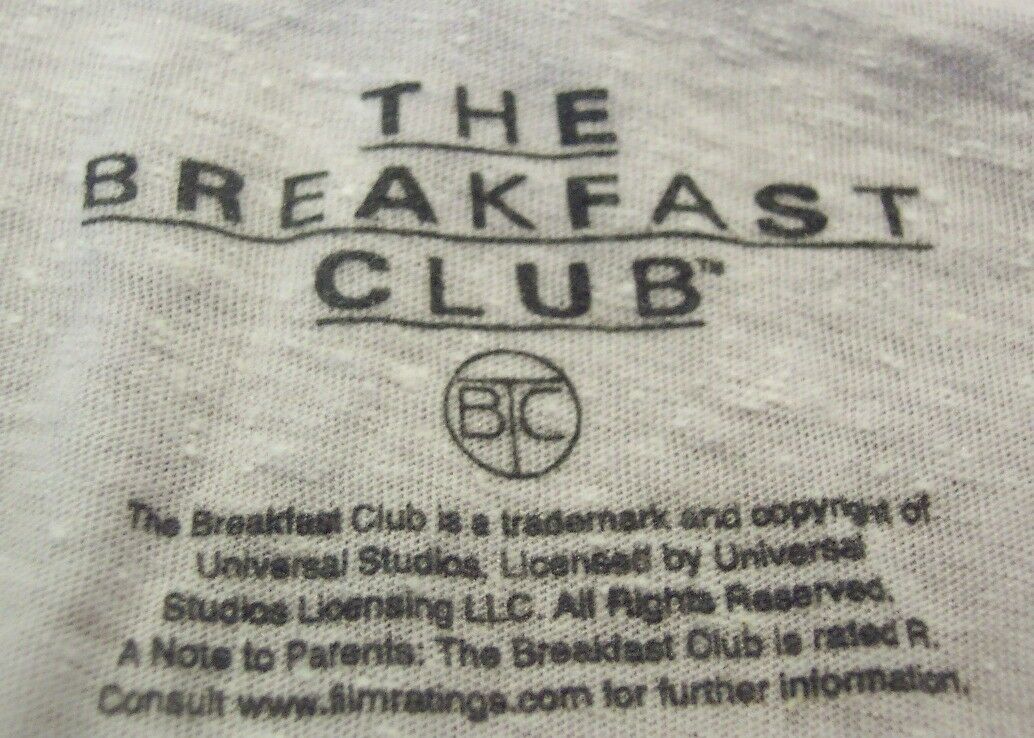 THE
BREAKFAST
CLUB™
BTC
The Breakfast Club is a trademark and copyright of
Universal Studios. Licensed by Universal
Studios Licensing LLC. All Rights Reserved.
A Note to Parents: The Breakfast Club is rated R.
Consult www.filmratings.com for further information.